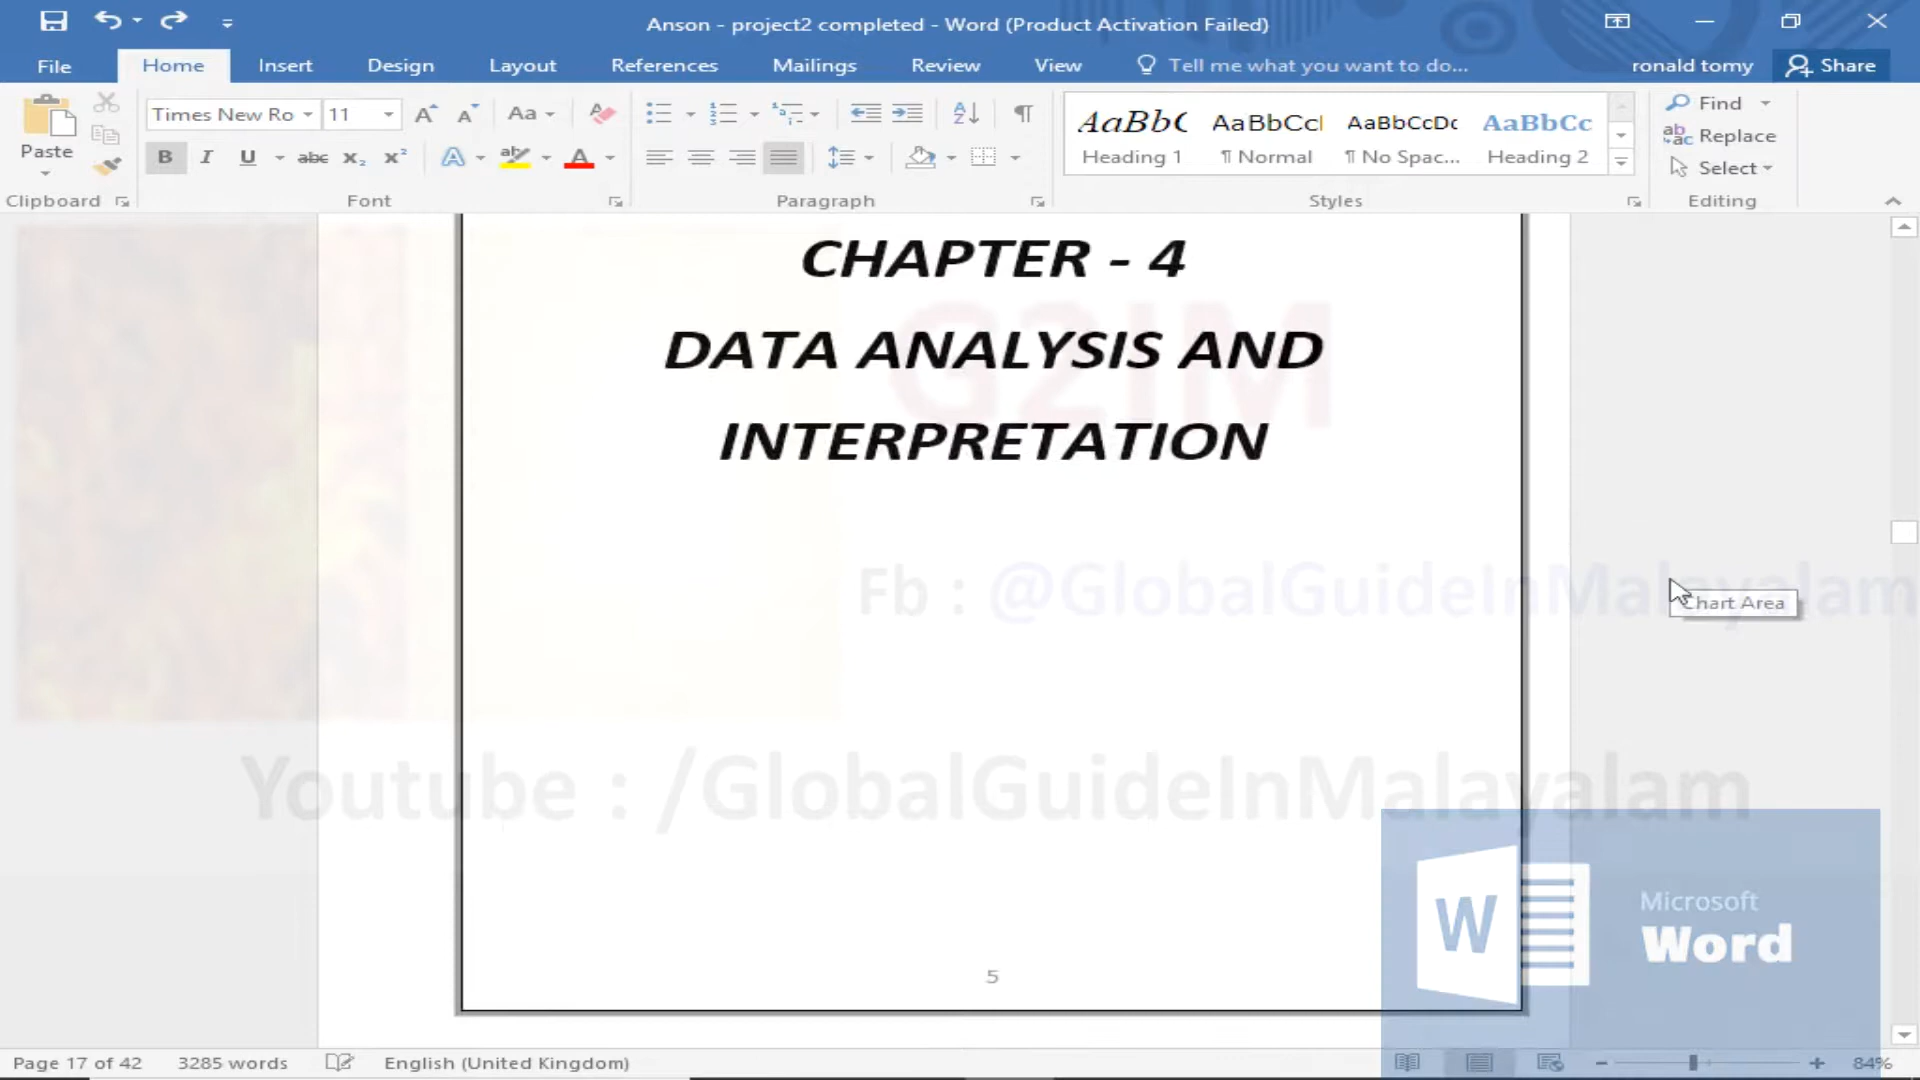 Anson - project2 completed - Word (Product Activation Failed)
File Home Insert Design Layout References Mailings Review View Tell me what you want to do... ronald tomy Share
Paste
Times New Ro 11
Aa
B I U abc X₂ X² A A
AaBbC AaBbCcI AaBbCcDc AaBbCc
Heading 1 ¶ Normal ¶ No Spac... Heading 2
Find
Replace
Select
Clipboard Font Paragraph Styles Editing
CHAPTER - 4
DATA ANALYSIS AND
INTERPRETATION
G2IM
Fb : @GlobalGuideInMalayalam
Chart Area
Youtube : /GlobalGuideInMalayalam
W
Microsoft
Word
5
Page 17 of 42 3285 words English (United Kingdom) 84%